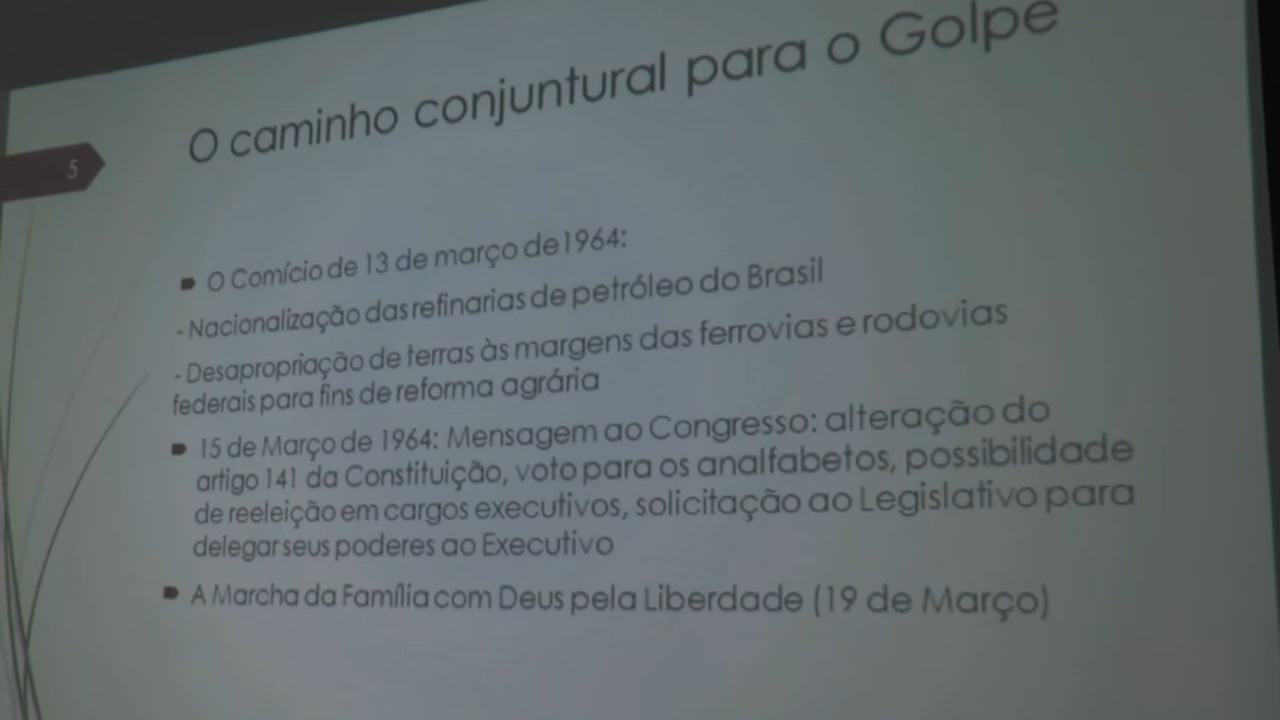 O caminho conjuntural para o Golpe
5
O Comício de 13 de março de1964:
- Nacionalização das refinarias de petróleo do Brasil
- Desapropriação de terras às margens das ferrovias e rodovias
federais para fins de reforma agrária
15 de Março de 1964: Mensagem ao Congresso: alteração do
artigo 141 da Constituição, voto para os analfabetos, possibilidade
de reeleição em cargos executivos, solicitação ao Legislativo para
delegar seus poderes ao Executivo
A Marcha da Família com Deus pela Liberdade (19 de Março)